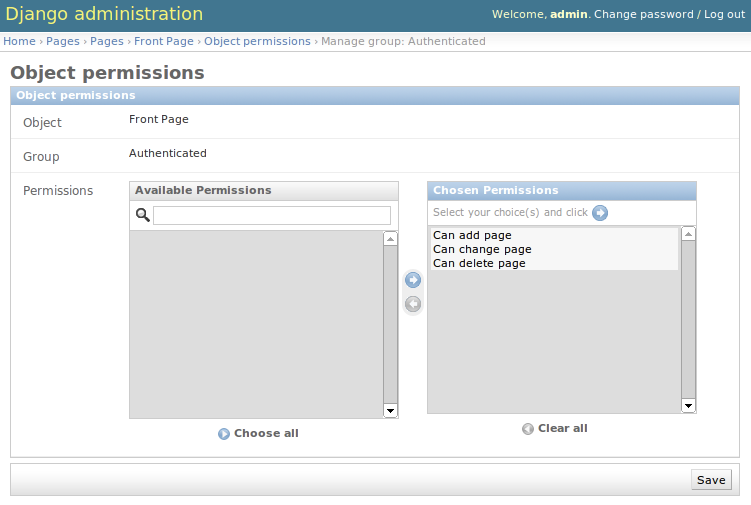 Django administration
Welcome, admin. Change password / Log out
Home › Pages › Pages › Front Page › Object permissions › Manage group: Authenticated
Object permissions
Object permissions
Object Front Page
Group Authenticated
Permissions
Available Permissions
Chosen Permissions
Select your choice(s) and click
Can add page
Can change page
Can delete page
Choose all
Clear all
Save